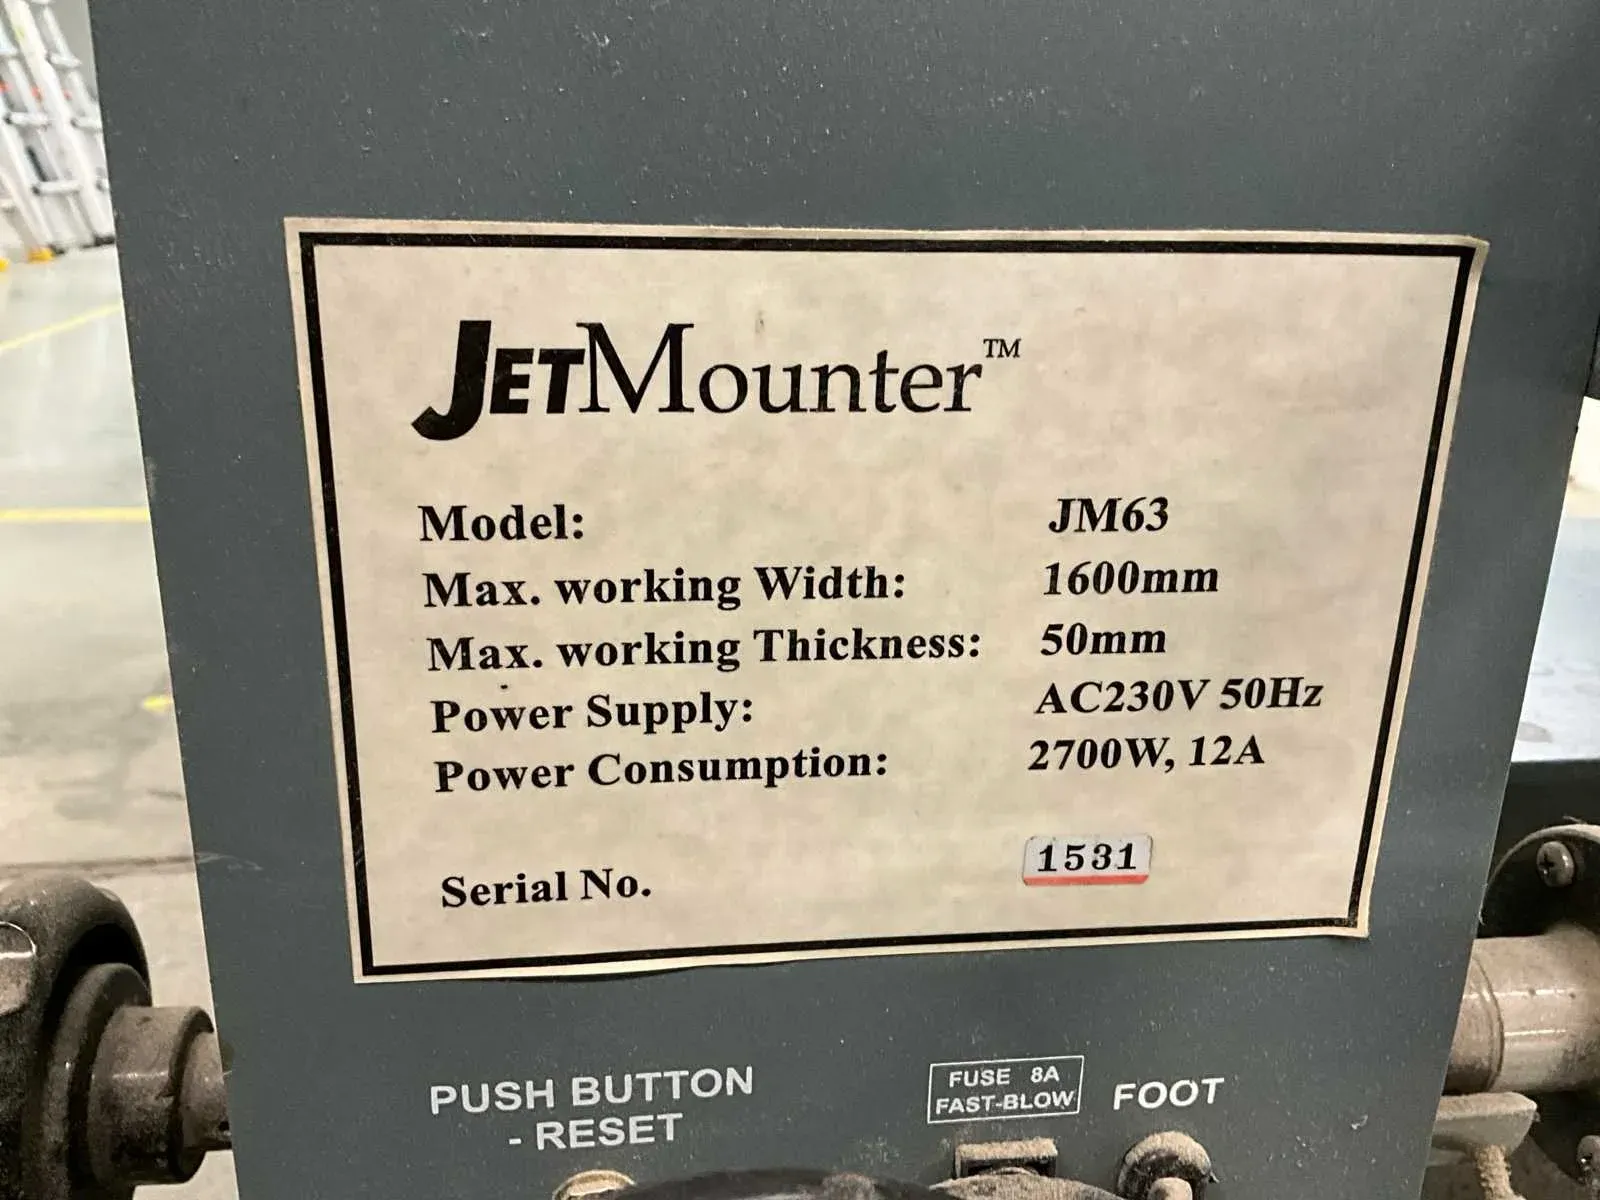 JETMounter™
Model: JM63
Max. working Width: 1600mm
Max. working Thickness: 50mm
Power Supply: AC230V 50Hz
Power Consumption: 2700W, 12A
Serial No. 1531
PUSH BUTTON
- RESET
FUSE 8A
FAST-BLOW
FOOT